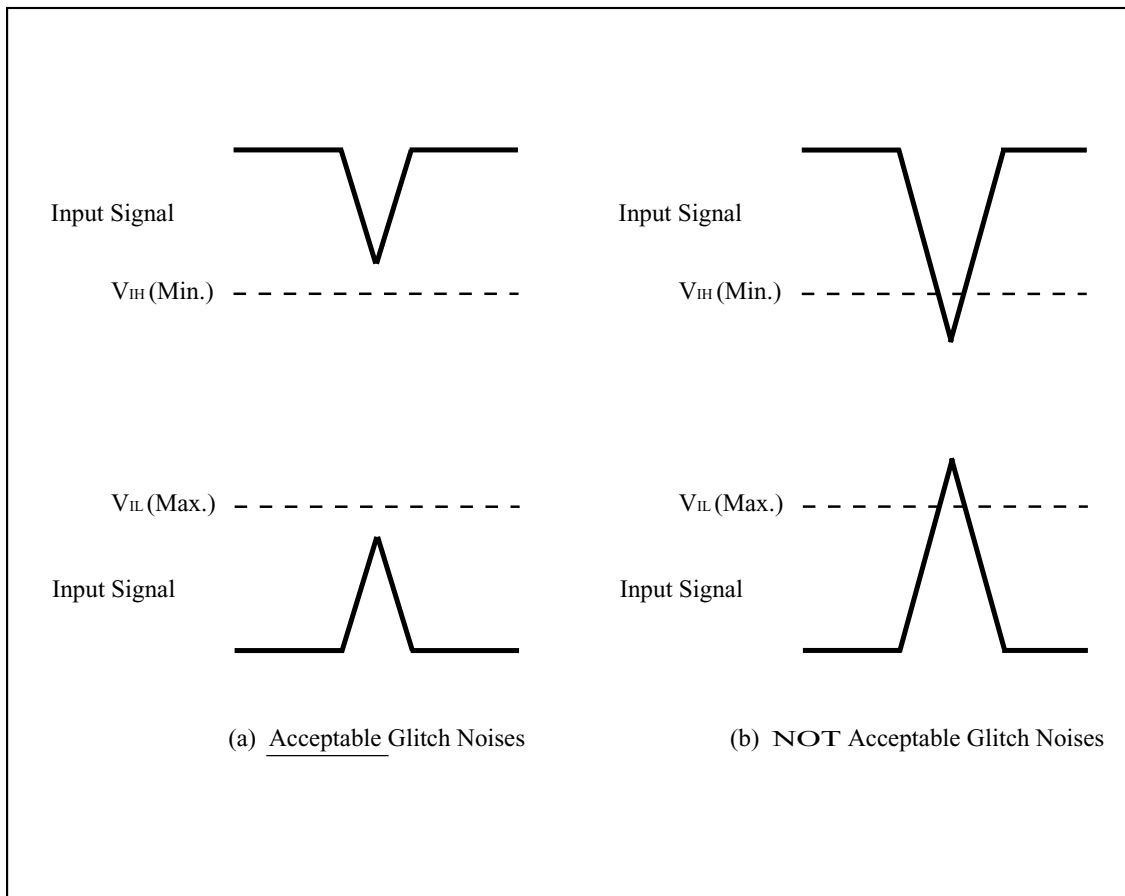 Input Signal
VIH (Min.)
VIL (Max.)
Input Signal
(a) Acceptable Glitch Noises
Input Signal
VIH (Min.)
VIL (Max.)
Input Signal
(b) NOT Acceptable Glitch Noises